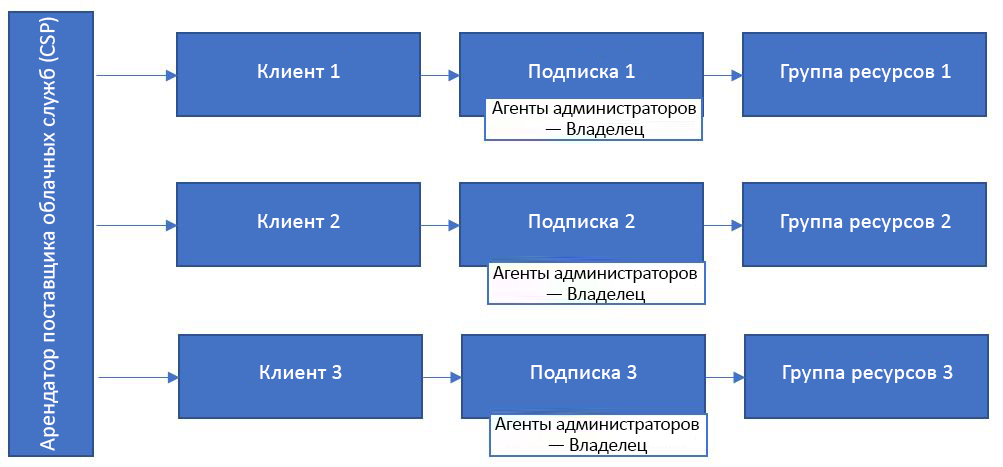 Арендатор поставщика облачных служб (CSP)
Клиент 1
Подписка 1
Агенты администраторов
— Владелец
Группа ресурсов 1
Клиент 2
Подписка 2
Агенты администраторов
— Владелец
Группа ресурсов 2
Клиент 3
Подписка 3
Агенты администраторов
— Владелец
Группа ресурсов 3